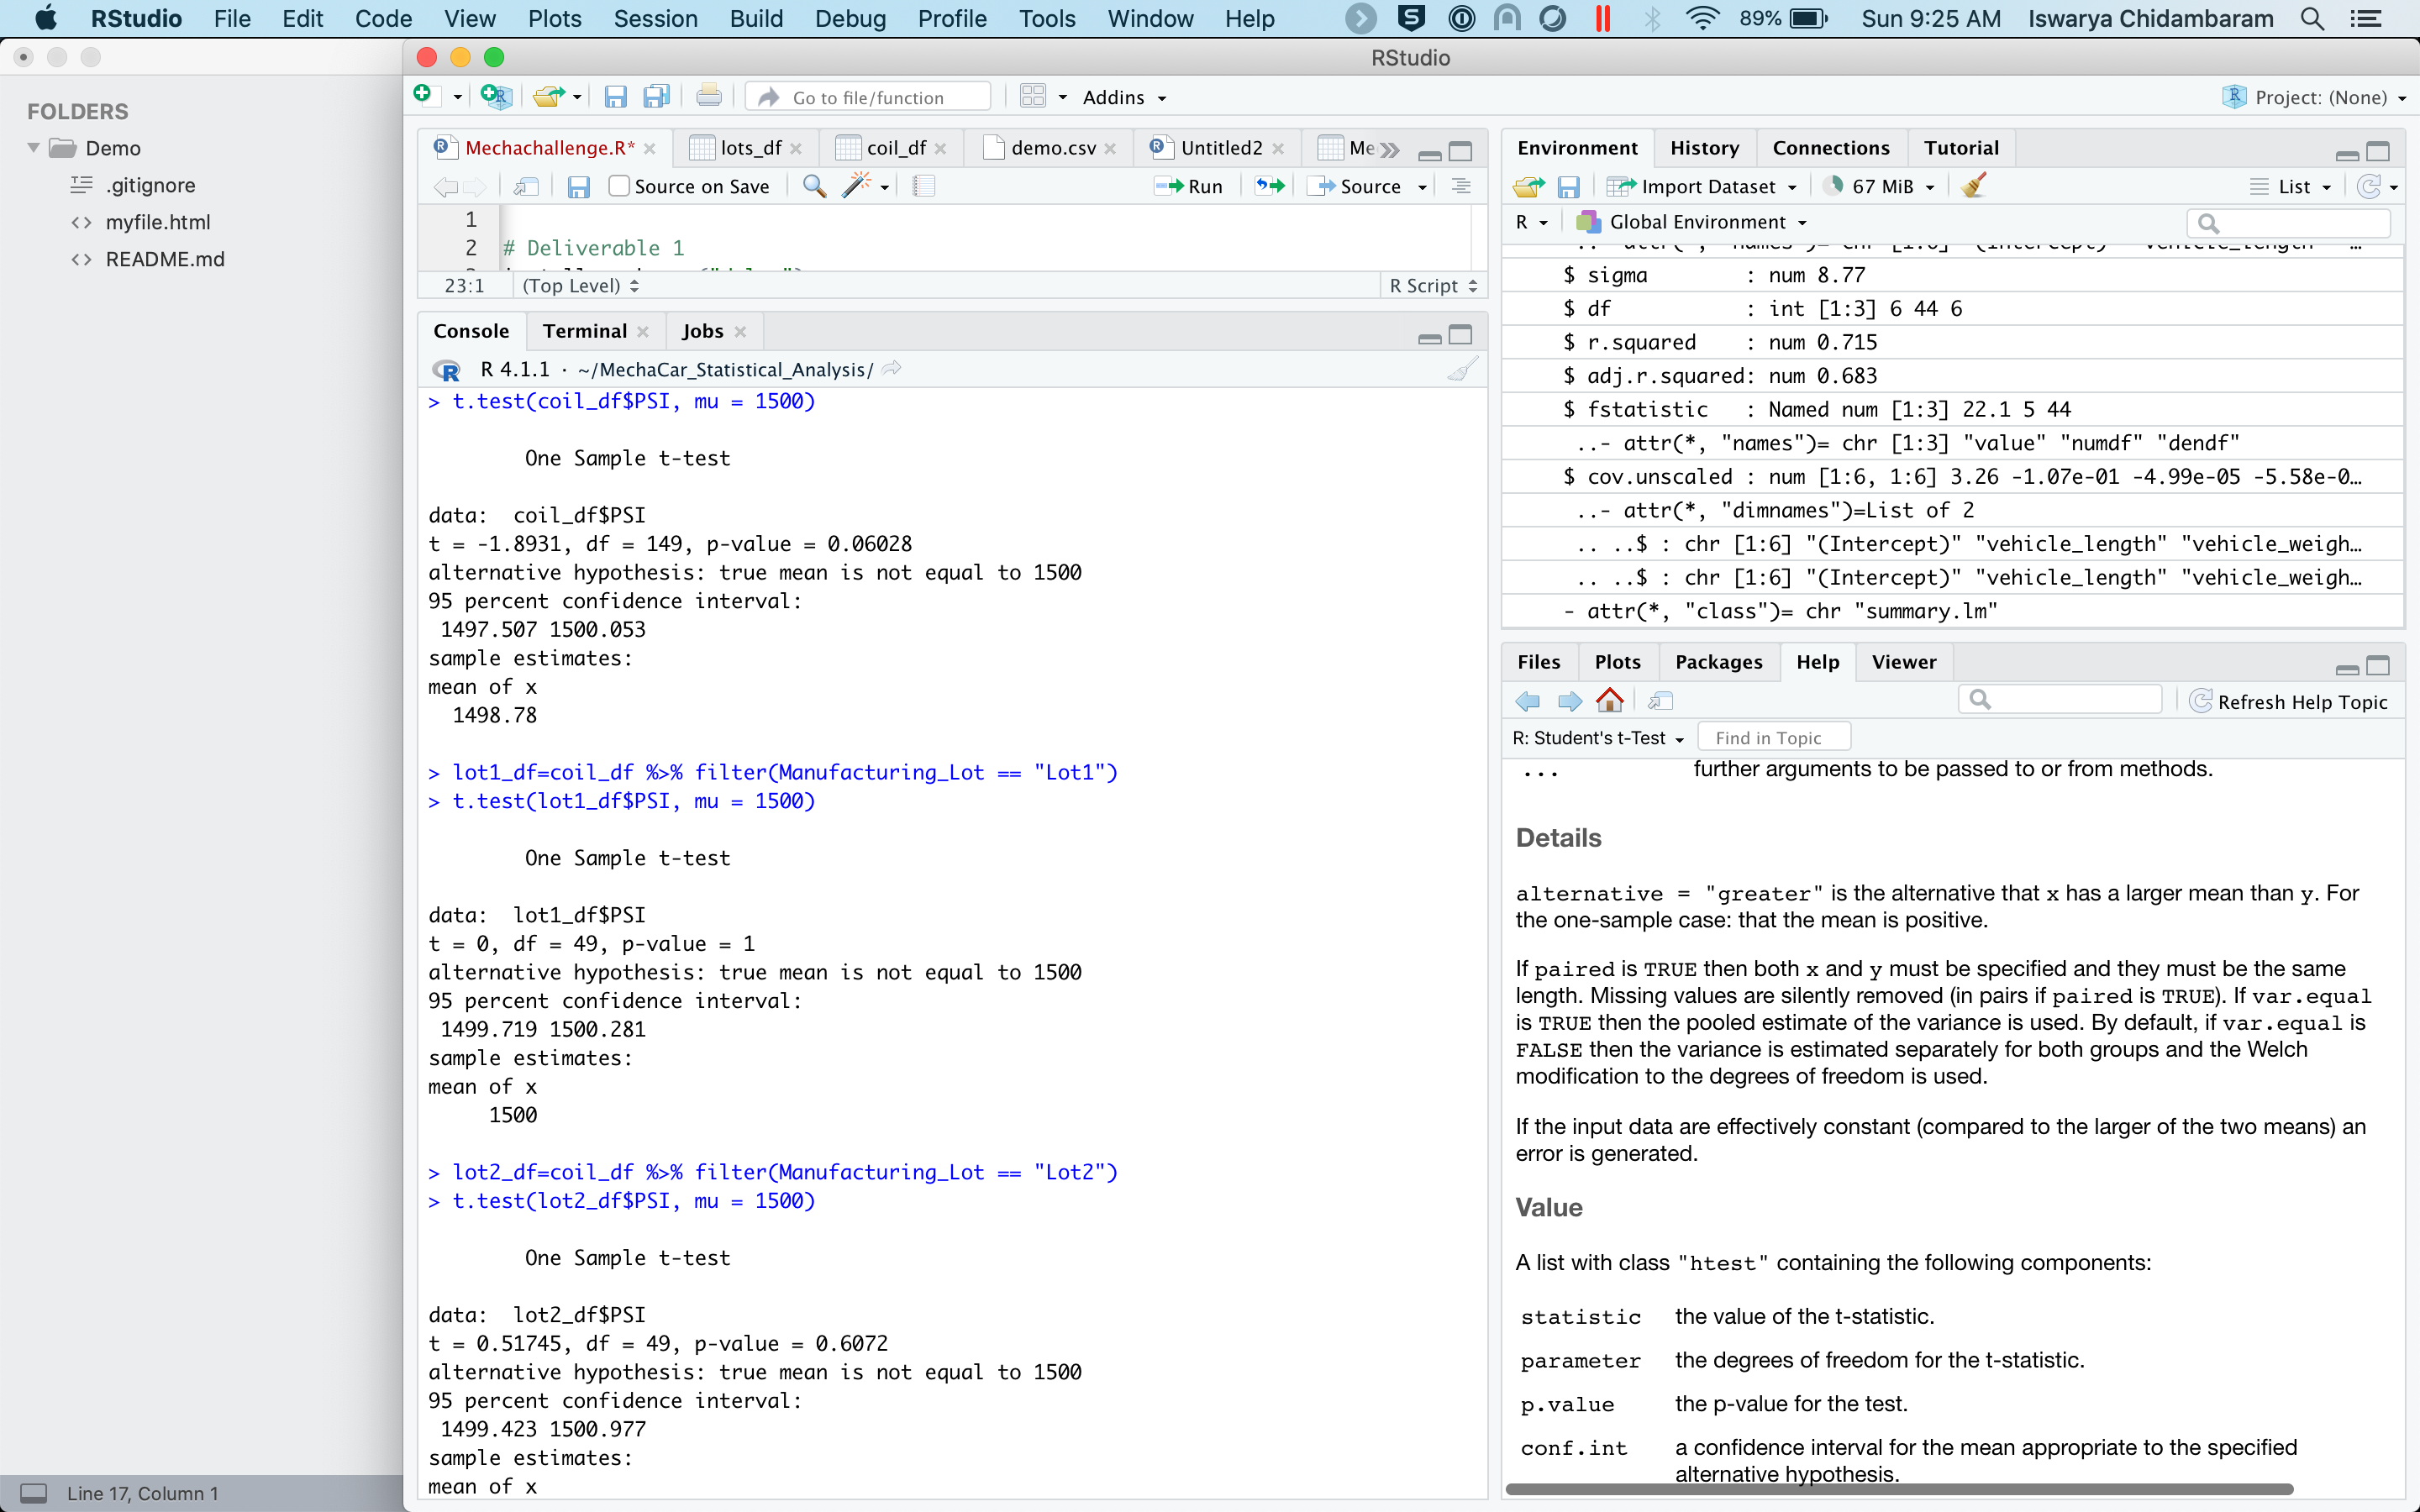 RStudio File Edit Code View Plots Session Build Debug Profile Tools Window Help 89% Sun 9:25 AM Iswarya Chidambaram
RStudio
FOLDERS
Demo
.gitignore
myfile.html
README.md
Line 17, Column 1
Go to file/function Addins Project: (None)
Mechachallenge.R* lots_df coil_df demo.csv Untitled2 Me
Source on Save Run Source
1
2 # Deliverable 1
23:1 (Top Level) R Script
Console Terminal Jobs
R 4.1.1 · ~/MechaCar_Statistical_Analysis/
> t.test(coil_df$PSI, mu = 1500)
One Sample t-test
data: coil_df$PSI
t = -1.8931, df = 149, p-value = 0.06028
alternative hypothesis: true mean is not equal to 1500
95 percent confidence interval:
1497.507 1500.053
sample estimates:
mean of x
1498.78
> lot1_df=coil_df %>% filter(Manufacturing_Lot == "Lot1")
> t.test(lot1_df$PSI, mu = 1500)
One Sample t-test
data: lot1_df$PSI
t = 0, df = 49, p-value = 1
alternative hypothesis: true mean is not equal to 1500
95 percent confidence interval:
1499.719 1500.281
sample estimates:
mean of x
1500
> lot2_df=coil_df %>% filter(Manufacturing_Lot == "Lot2")
> t.test(lot2_df$PSI, mu = 1500)
One Sample t-test
data: lot2_df$PSI
t = 0.51745, df = 49, p-value = 0.6072
alternative hypothesis: true mean is not equal to 1500
95 percent confidence interval:
1499.423 1500.977
sample estimates:
mean of x
Environment History Connections Tutorial
Import Dataset 67 MiB List
R Global Environment
$ sigma : num 8.77
$ df : int [1:3] 6 44 6
$ r.squared : num 0.715
$ adj.r.squared: num 0.683
$ fstatistic : Named num [1:3] 22.1 5 44
..- attr(*, "names")= chr [1:3] "value" "numdf" "dendf"
$ cov.unscaled : num [1:6, 1:6] 3.26 -1.07e-01 -4.99e-05 -5.58e-0…
..- attr(*, "dimnames")=List of 2
.. ..$ : chr [1:6] "(Intercept)" "vehicle_length" "vehicle_weigh…
.. ..$ : chr [1:6] "(Intercept)" "vehicle_length" "vehicle_weigh…
- attr(*, "class")= chr "summary.lm"
Files Plots Packages Help Viewer
Refresh Help Topic
R: Student's t-Test Find in Topic
... further arguments to be passed to or from methods.
Details
alternative = "greater" is the alternative that x has a larger mean than y. For
the one-sample case: that the mean is positive.
If paired is TRUE then both x and y must be specified and they must be the same
length. Missing values are silently removed (in pairs if paired is TRUE). If var.equal
is TRUE then the pooled estimate of the variance is used. By default, if var.equal is
FALSE then the variance is estimated separately for both groups and the Welch
modification to the degrees of freedom is used.
If the input data are effectively constant (compared to the larger of the two means) an
error is generated.
Value
A list with class "htest" containing the following components:
statistic the value of the t-statistic.
parameter the degrees of freedom for the t-statistic.
p.value the p-value for the test.
conf.int a confidence interval for the mean appropriate to the specified
alternative hypothesis.